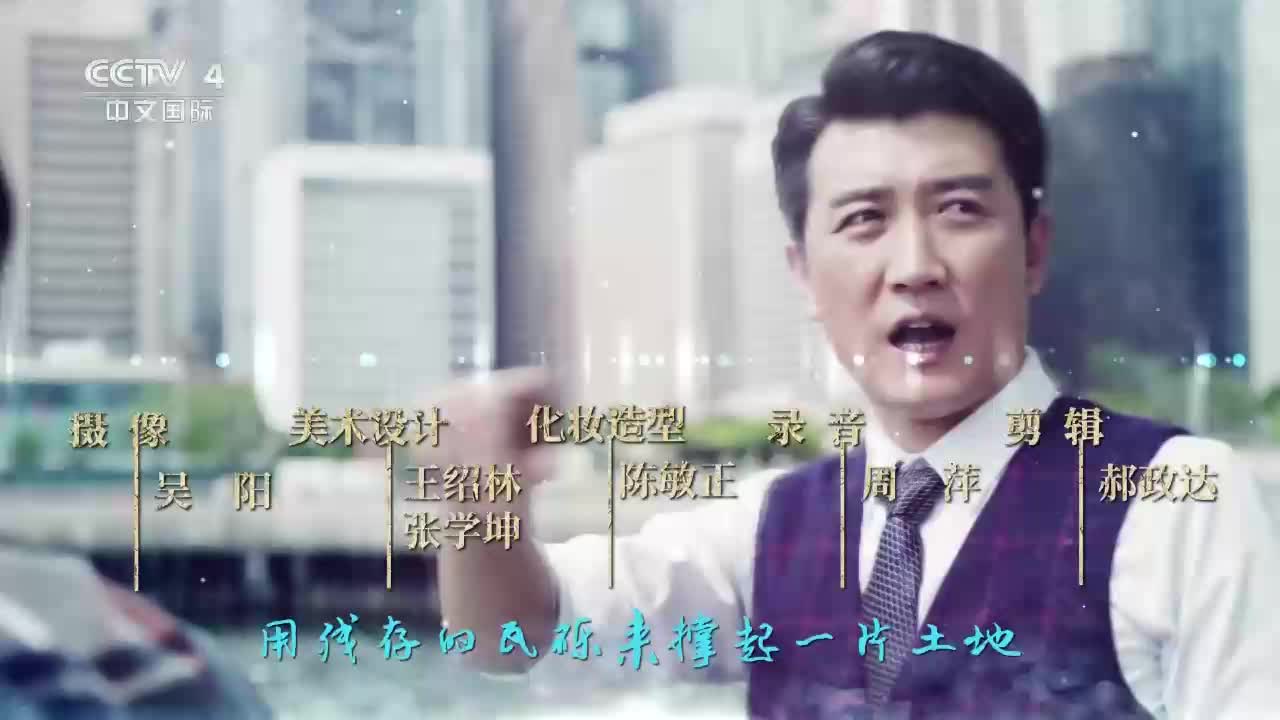 CCTV 4
中文国际
摄像 美术设计 化妆造型 录音 剪辑
吴阳 王绍林 陈敏正 周萍 郝政达
张学坤
用残存的瓦砾来撑起一片土地